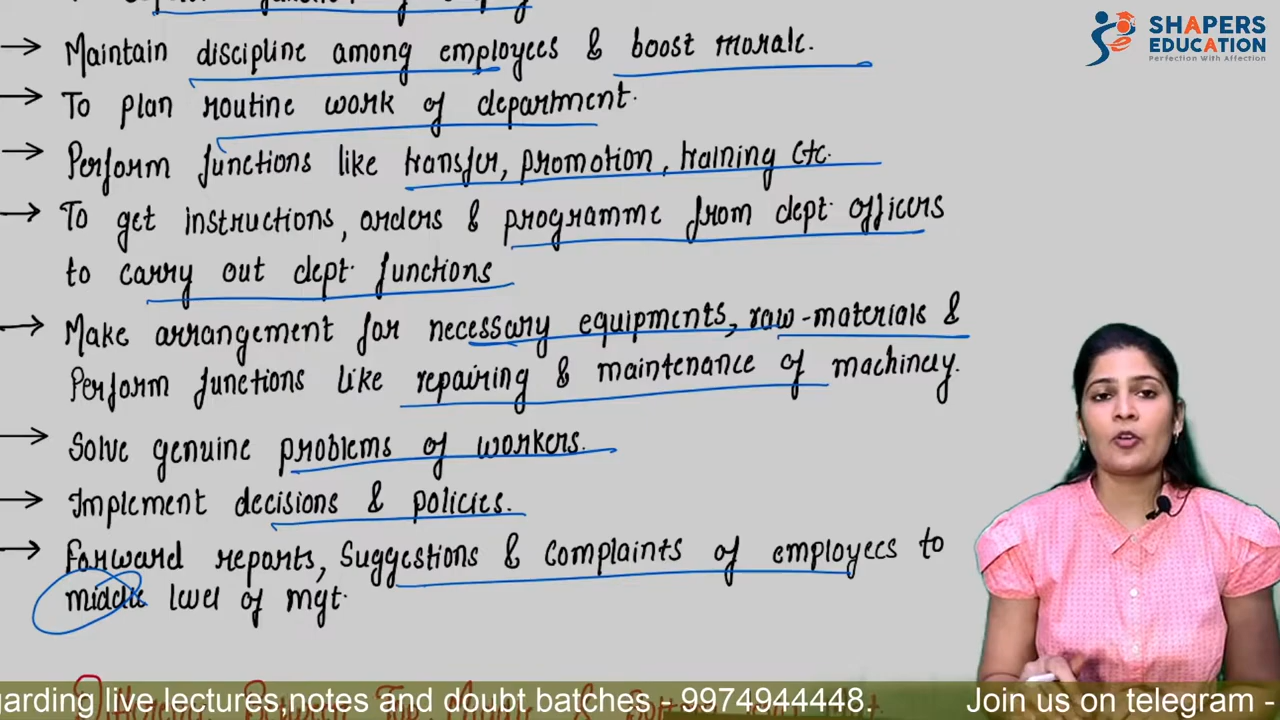 SHAPERS
EDUCATION
Perfection With Affection
→ Maintain discipline among employees & boost morale.
→ To plan routine work of department.
→ Perform functions like transfer, promotion, training etc.
→ To get instructions, orders & programme from dept. officers
to carry out dept. functions
→ Make arrangement for necessary equipments, raw-materials &
Perform functions like repairing & maintenance of machinery.
→ Solve genuine problems of workers.
→ Implement decisions & policies.
→ Forward reports, Suggestions & Complaints of employees to
middle level of mgt.
garding live lectures,notes and doubt batches - 9974944448. Join us on telegram -